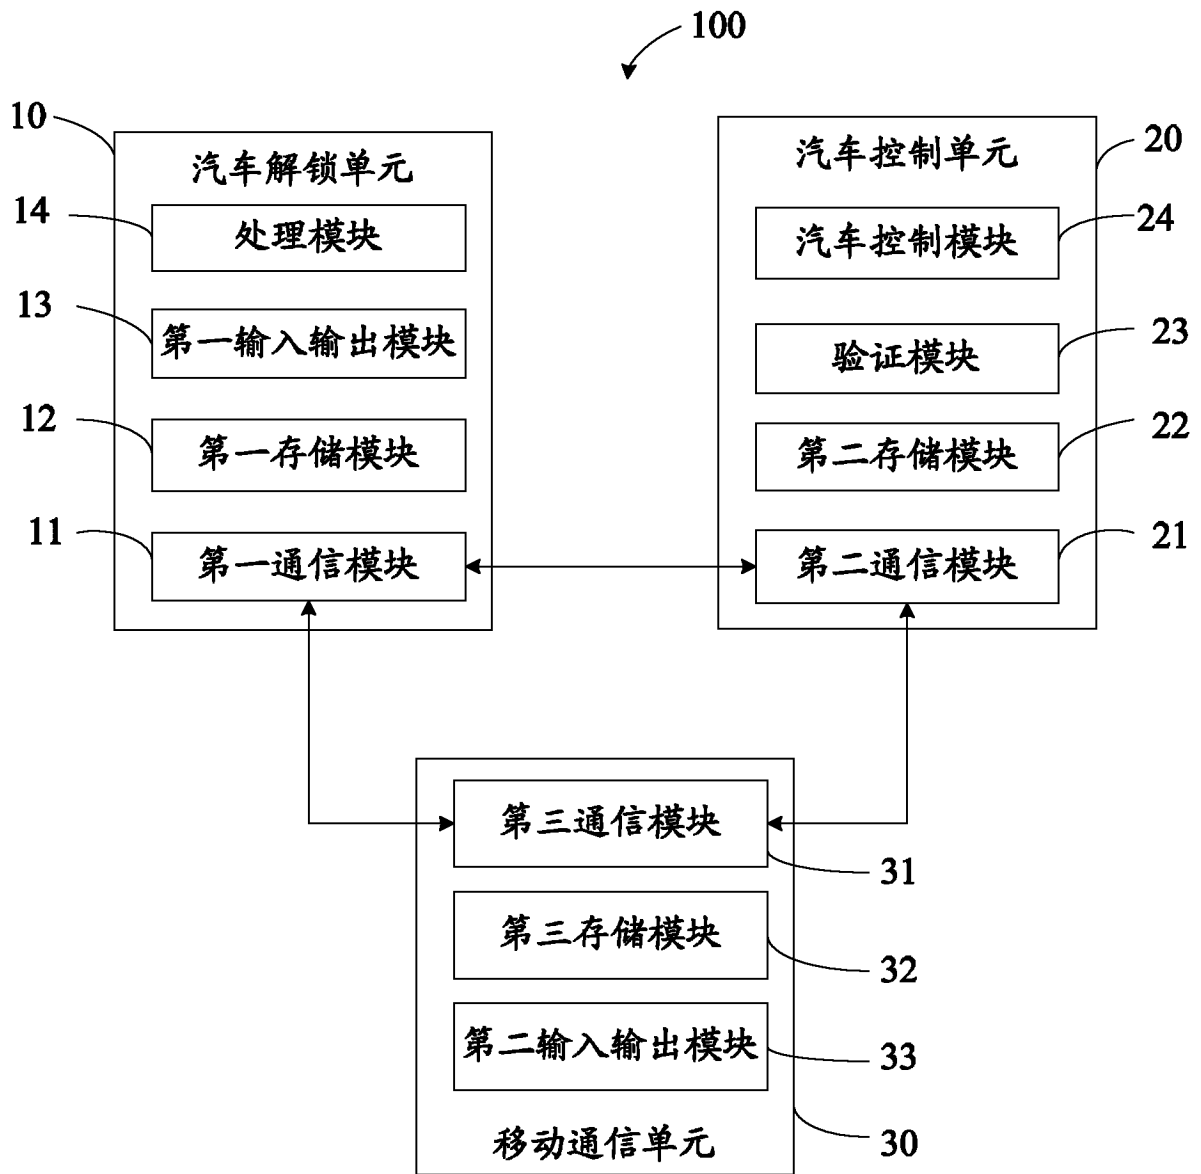 100
10
汽车解锁单元
14
处理模块
13
第一输入输出模块
12
第一存储模块
11
第一通信模块
汽车控制单元
20
汽车控制模块
24
验证模块
23
第二存储模块
22
第二通信模块
21
第三通信模块
31
第三存储模块
32
第二输入输出模块
33
移动通信单元
30